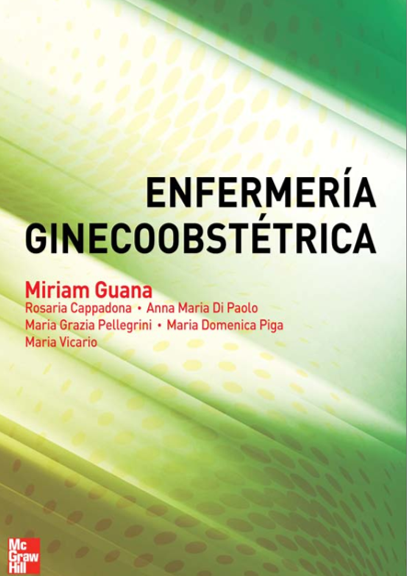 ENFERMERÍA
GINECOOBSTÉTRICA
Miriam Guana
Rosaria Cappadona • Anna Maria Di Paolo
Maria Grazia Pellegrini • Maria Domenica Piga
Maria Vicario
Mc
Graw
Hill